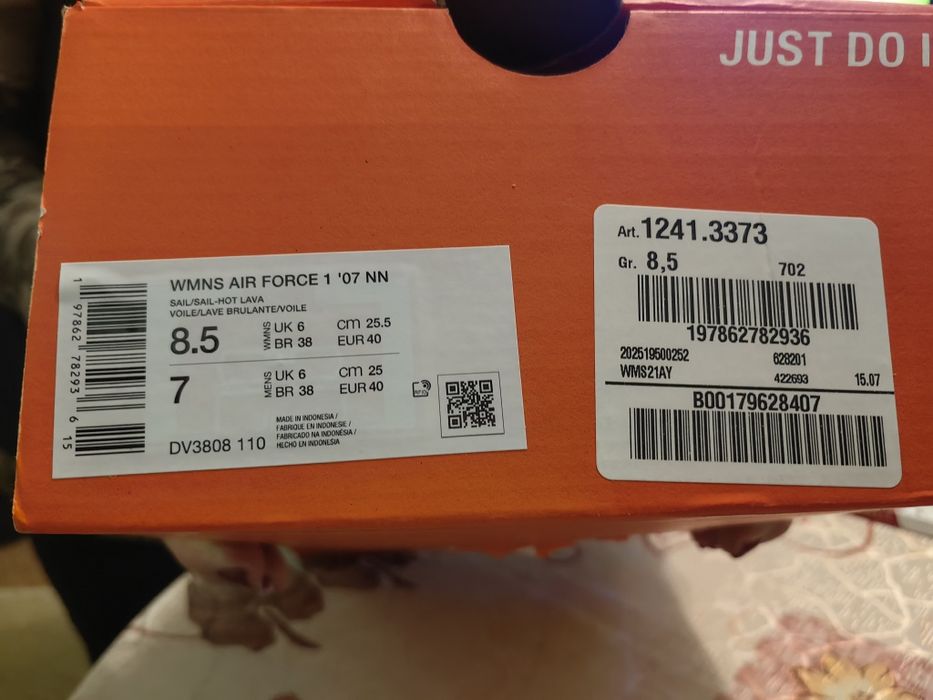 JUST DO I
WMNS AIR FORCE 1 '07 NN
SAIL/SAIL-HOT LAVA
VOILE/LAVE BRULANTE/VOILE
8.5 WMNS UK 6 cm 25.5
BR 38 EUR 40
7 MENS UK 6 cm 25
BR 38 EUR 40
RFID
DV3808 110
MADE IN INDONESIA /
FABRIQUE EN INDONESIE /
FABRICADO NA INDONÉSIA /
HECHO EN INDONESIA
1 97862 78293 6 15
Art. 1241.3373
Gr. 8,5 702
197862782936
202519500252 628201
WMS21AY 422693 15.07
B00179628407